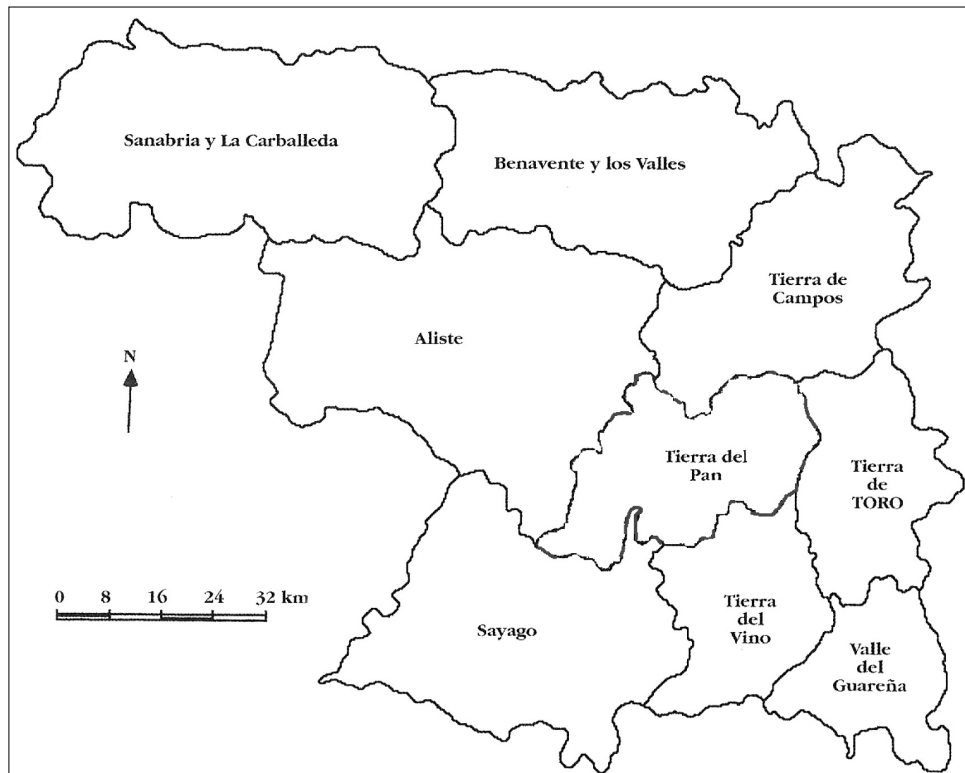 Sanabria y La Carballeda
Benavente y los Valles
Tierra de
Campos
Aliste
N
Tierra del
Pan
Tierra
de
TORO
0 8 16 24 32 km
Sayago
Tierra
del
Vino
Valle
del
Guareña